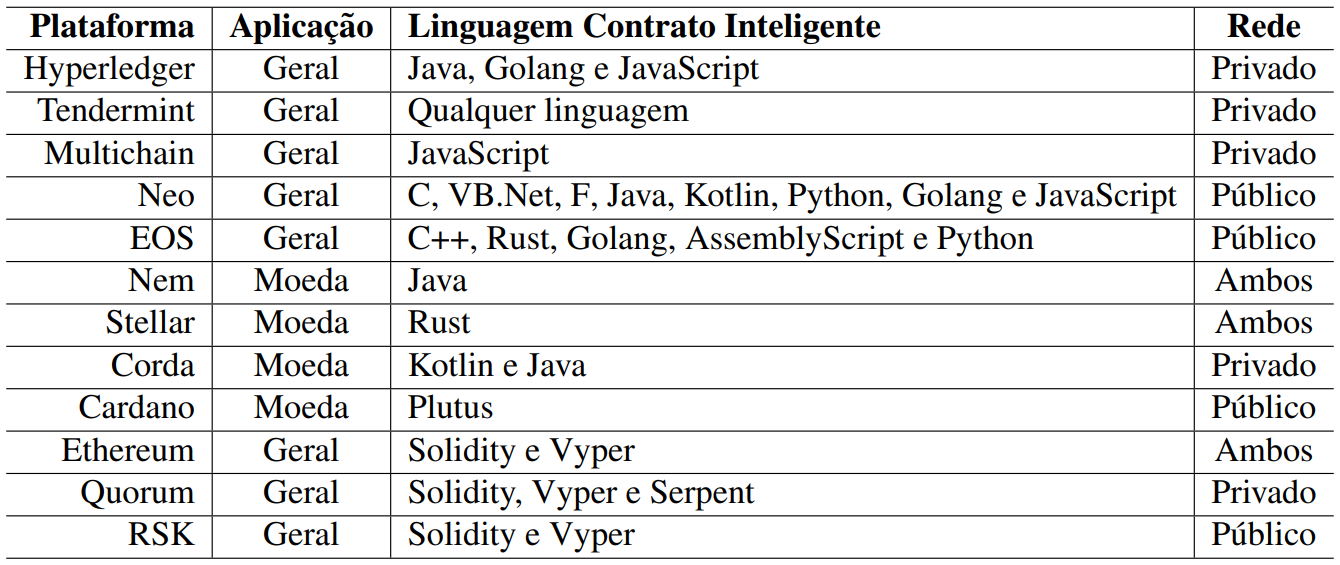 Plataforma Aplicação Linguagem Contrato Inteligente Rede
Hyperledger Geral Java, Golang e JavaScript Privado
Tendermint Geral Qualquer linguagem Privado
Multichain Geral JavaScript Privado
Neo Geral C, VB.Net, F, Java, Kotlin, Python, Golang e JavaScript Público
EOS Geral C++, Rust, Golang, AssemblyScript e Python Público
Nem Moeda Java Ambos
Stellar Moeda Rust Ambos
Corda Moeda Kotlin e Java Privado
Cardano Moeda Plutus Público
Ethereum Geral Solidity e Vyper Ambos
Quorum Geral Solidity, Vyper e Serpent Privado
RSK Geral Solidity e Vyper Público